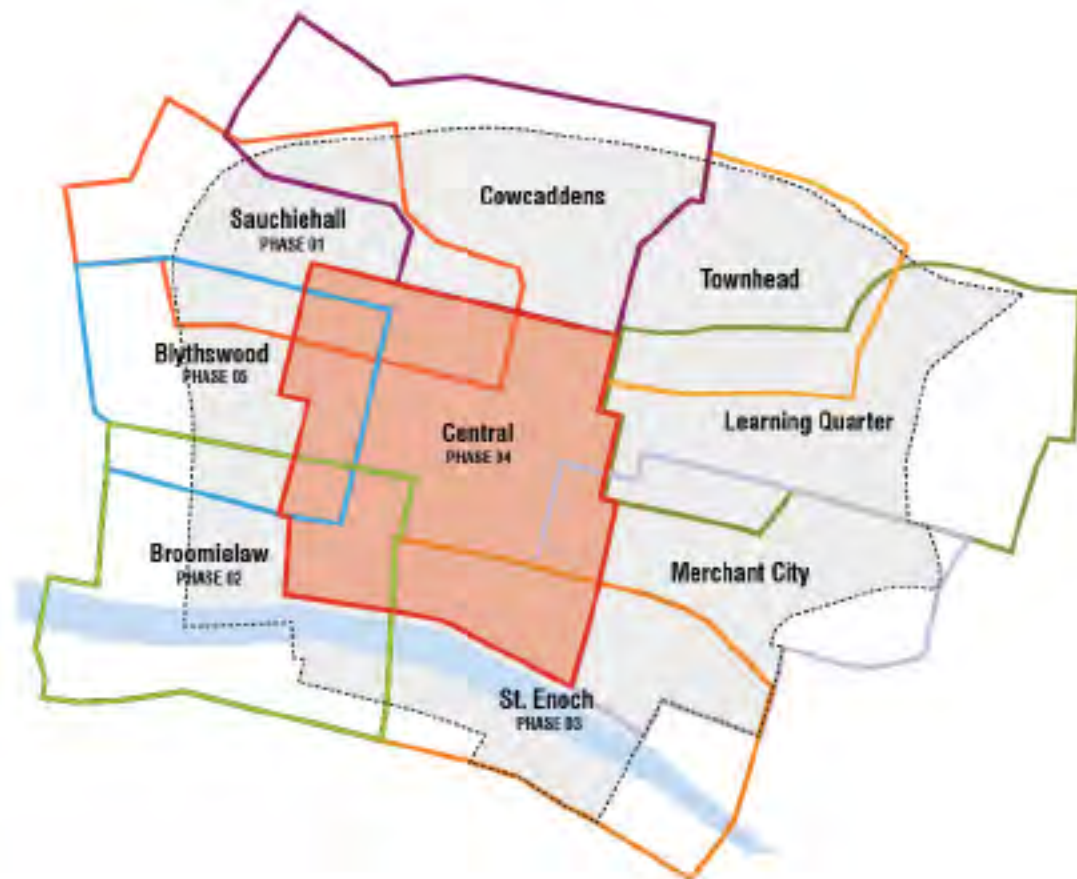 Cowcaddens
Sauchiehall
PHASE 01
Townhead
Blythswood
PHASE 05
Learning Quarter
Central
PHASE 04
Broomielaw
PHASE 02
Merchant City
St. Enoch
PHASE 03